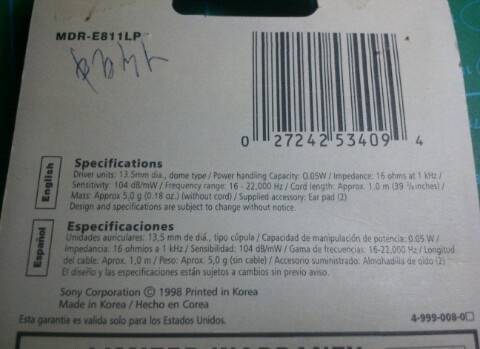 MDR-E811LP
0 27242 53409 4
English
Specifications
Driver units: 13.5mm dia., dome type / Power handling Capacity: 0.05W / Impedance: 16 ohms at 1 kHz /
Sensitivity: 104 dB/mW / Frequency range: 16 - 22,000 Hz / Cord length: Approx. 1.0 m (39 3/8 inches) /
Mass: Approx 5,0 g (0.18 oz.) (without cord) / Supplied accessory: Ear pad (2)
Design and specifications are subject to change without notice.
Español
Especificaciones
Unidades auriculares: 13,5 mm de diá., tipo cúpula / Capacidad de manipulación de potencia: 0.05 W /
Impedancia: 16 ohmios a 1 kHz / Sensibilidad: 104 dB/mW / Gama de frecuencias: 16-22,000 Hz / Longitud
del cable: Aprox. 1,0 m / Peso: Aprox. 5,0 g (sin cable) / Accesorio suministrado: Almohadilla de oído (2)
El diseño y las especificaciones están sujetos a cambios sin previo aviso.
Sony Corporation © 1998 Printed in Korea
Made in Korea / Hecho en Corea
Esta garantía es valida solo para los Estados Unidos.
4-999-008-0
LIMITED WARRANTY